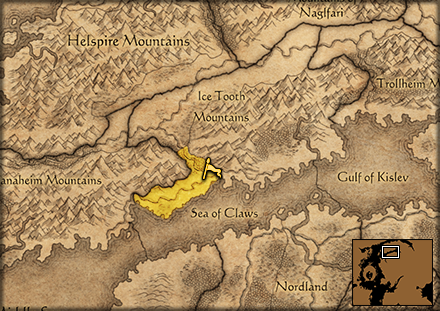 Naglfari
Helspire Mountains
Trollheim M
Ice Tooth
Mountains
anaheim Mountains
Gulf of Kislev
Sea of Claws
Nordland